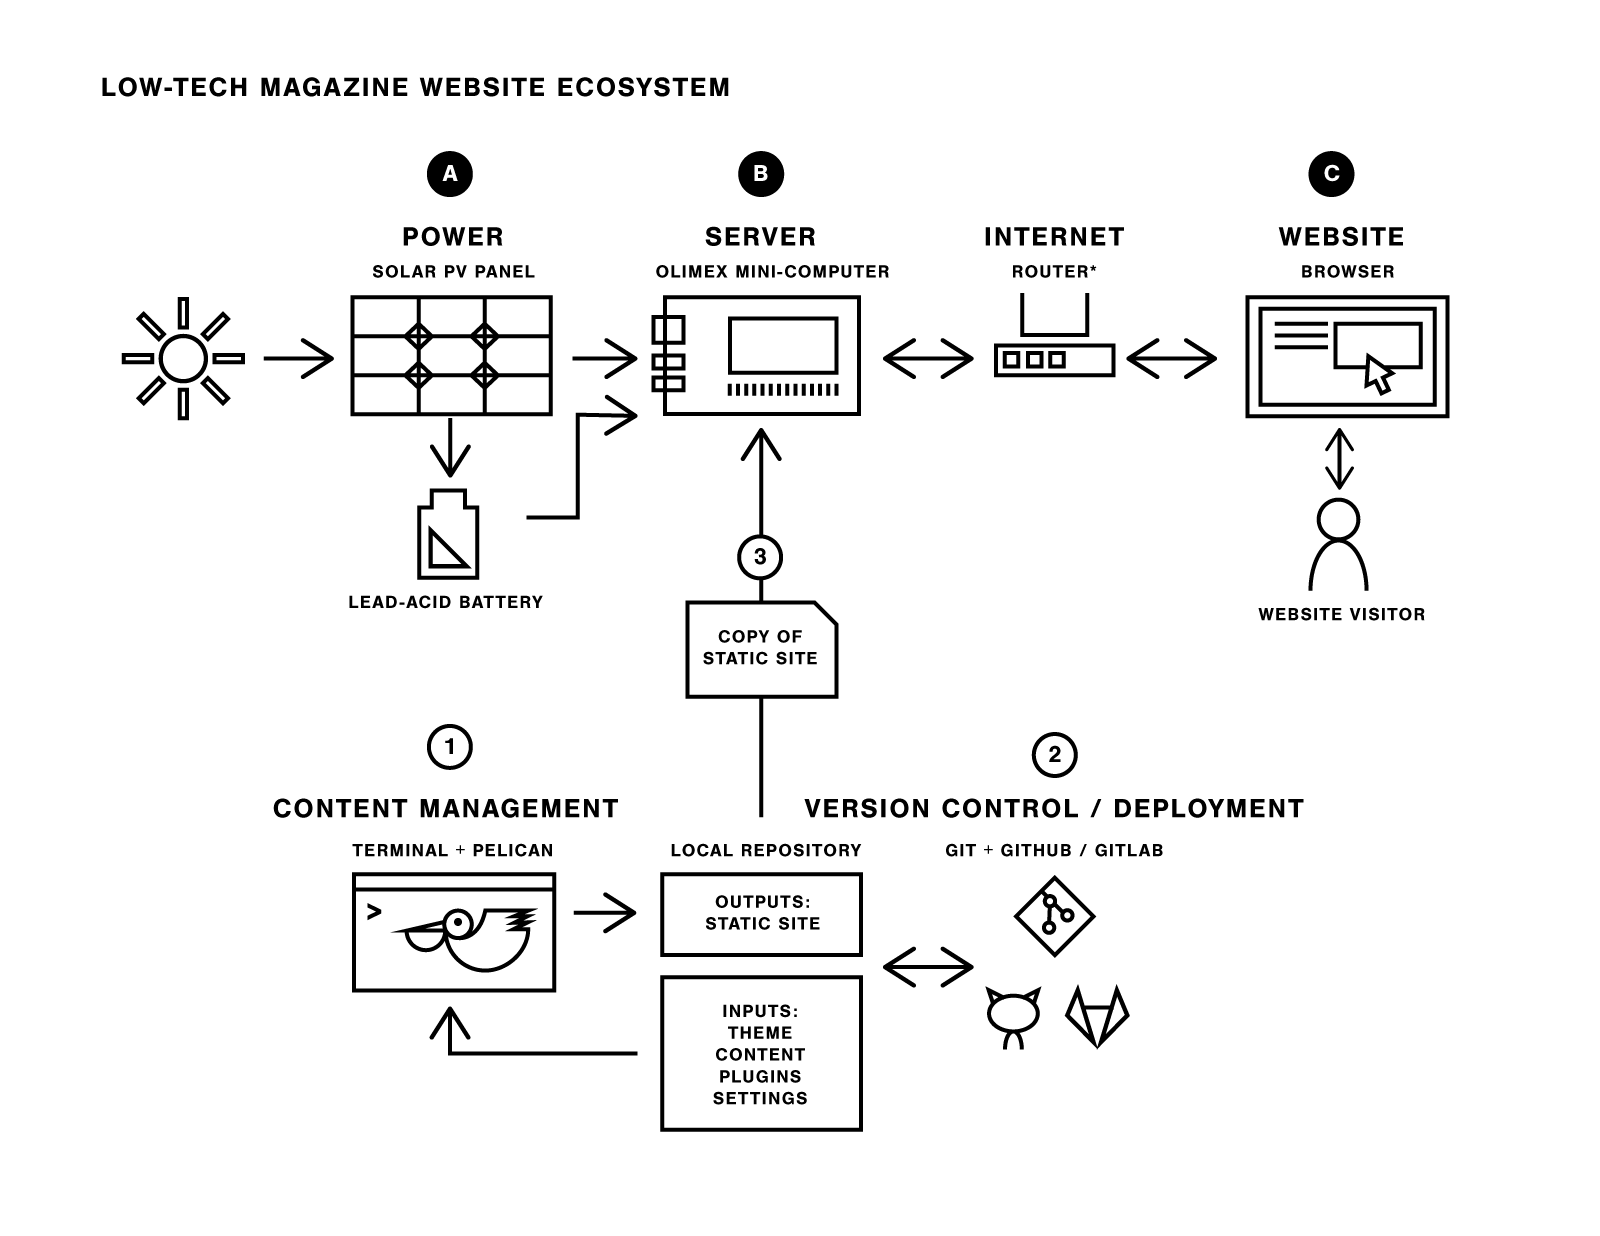 LOW-TECH MAGAZINE WEBSITE ECOSYSTEM
A
B
C
POWER
SERVER
INTERNET
WEBSITE
SOLAR PV PANEL
OLIMEX MINI-COMPUTER
ROUTER*
BROWSER
LEAD-ACID BATTERY
3
WEBSITE VISITOR
COPY OF
STATIC SITE
1
2
CONTENT MANAGEMENT
VERSION CONTROL / DEPLOYMENT
TERMINAL + PELICAN
LOCAL REPOSITORY
GIT + GITHUB / GITLAB
>
OUTPUTS:
STATIC SITE
INPUTS:
THEME
CONTENT
PLUGINS
SETTINGS